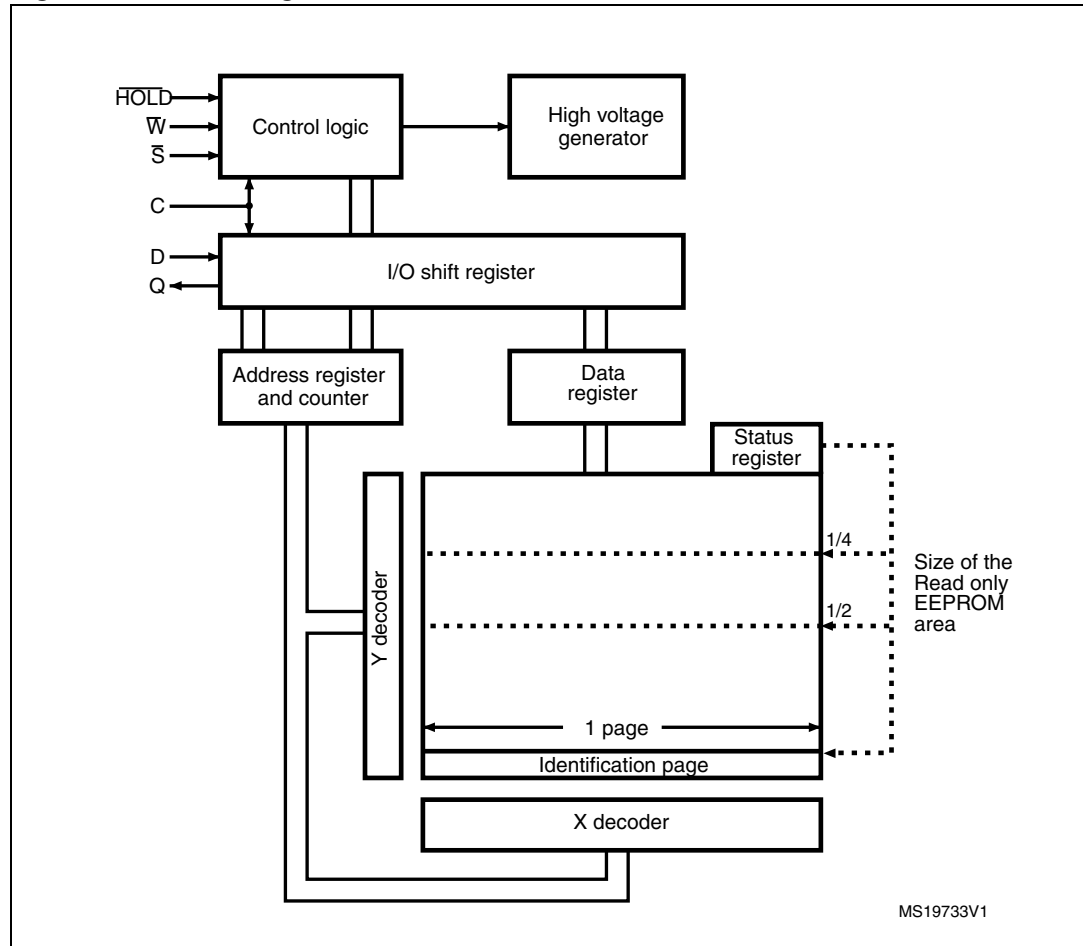 HOLD
W
S
C
D
Q
Control logic
High voltage
generator
I/O shift register
Address register
and counter
Data
register
Status
register
1/4
1/2
Size of the
Read only
EEPROM
area
Y decoder
1 page
Identification page
X decoder
MS19733V1